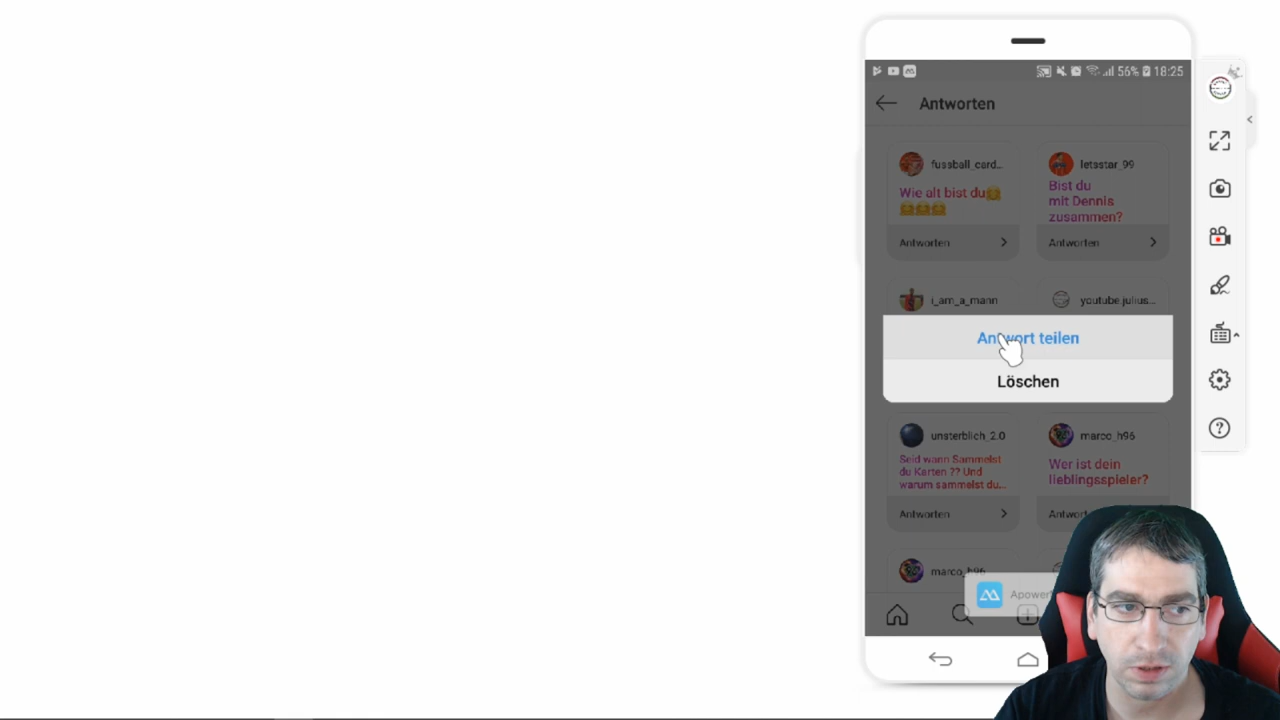 56% 18:25
Antworten
fussball_card...
Wie alt bist du
Antworten
letsstar_99
Bist du
mit Dennis
zusammen?
Antworten
i_am_a_mann
youtube.julius...
Antwort teilen
Löschen
unsterblich_2.0
Seid wann Sammelst
du Karten ?? Und
warum sammelst du...
Antworten
marco_h96
Wer ist dein
lieblingsspieler?
Antwor
marco_h96